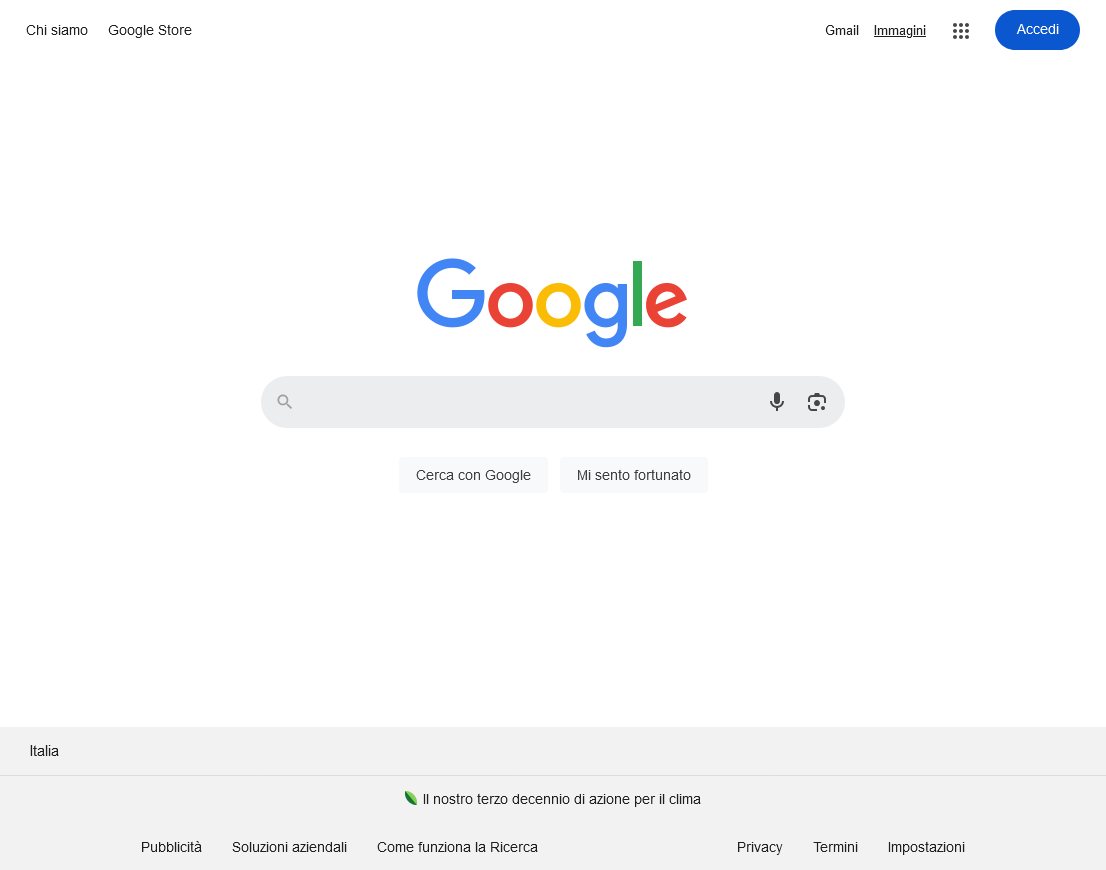 Chi siamo Google Store Gmail Immagini Accedi
Google
Cerca con Google Mi sento fortunato
Italia
Il nostro terzo decennio di azione per il clima
Pubblicità Soluzioni aziendali Come funziona la Ricerca Privacy Termini Impostazioni